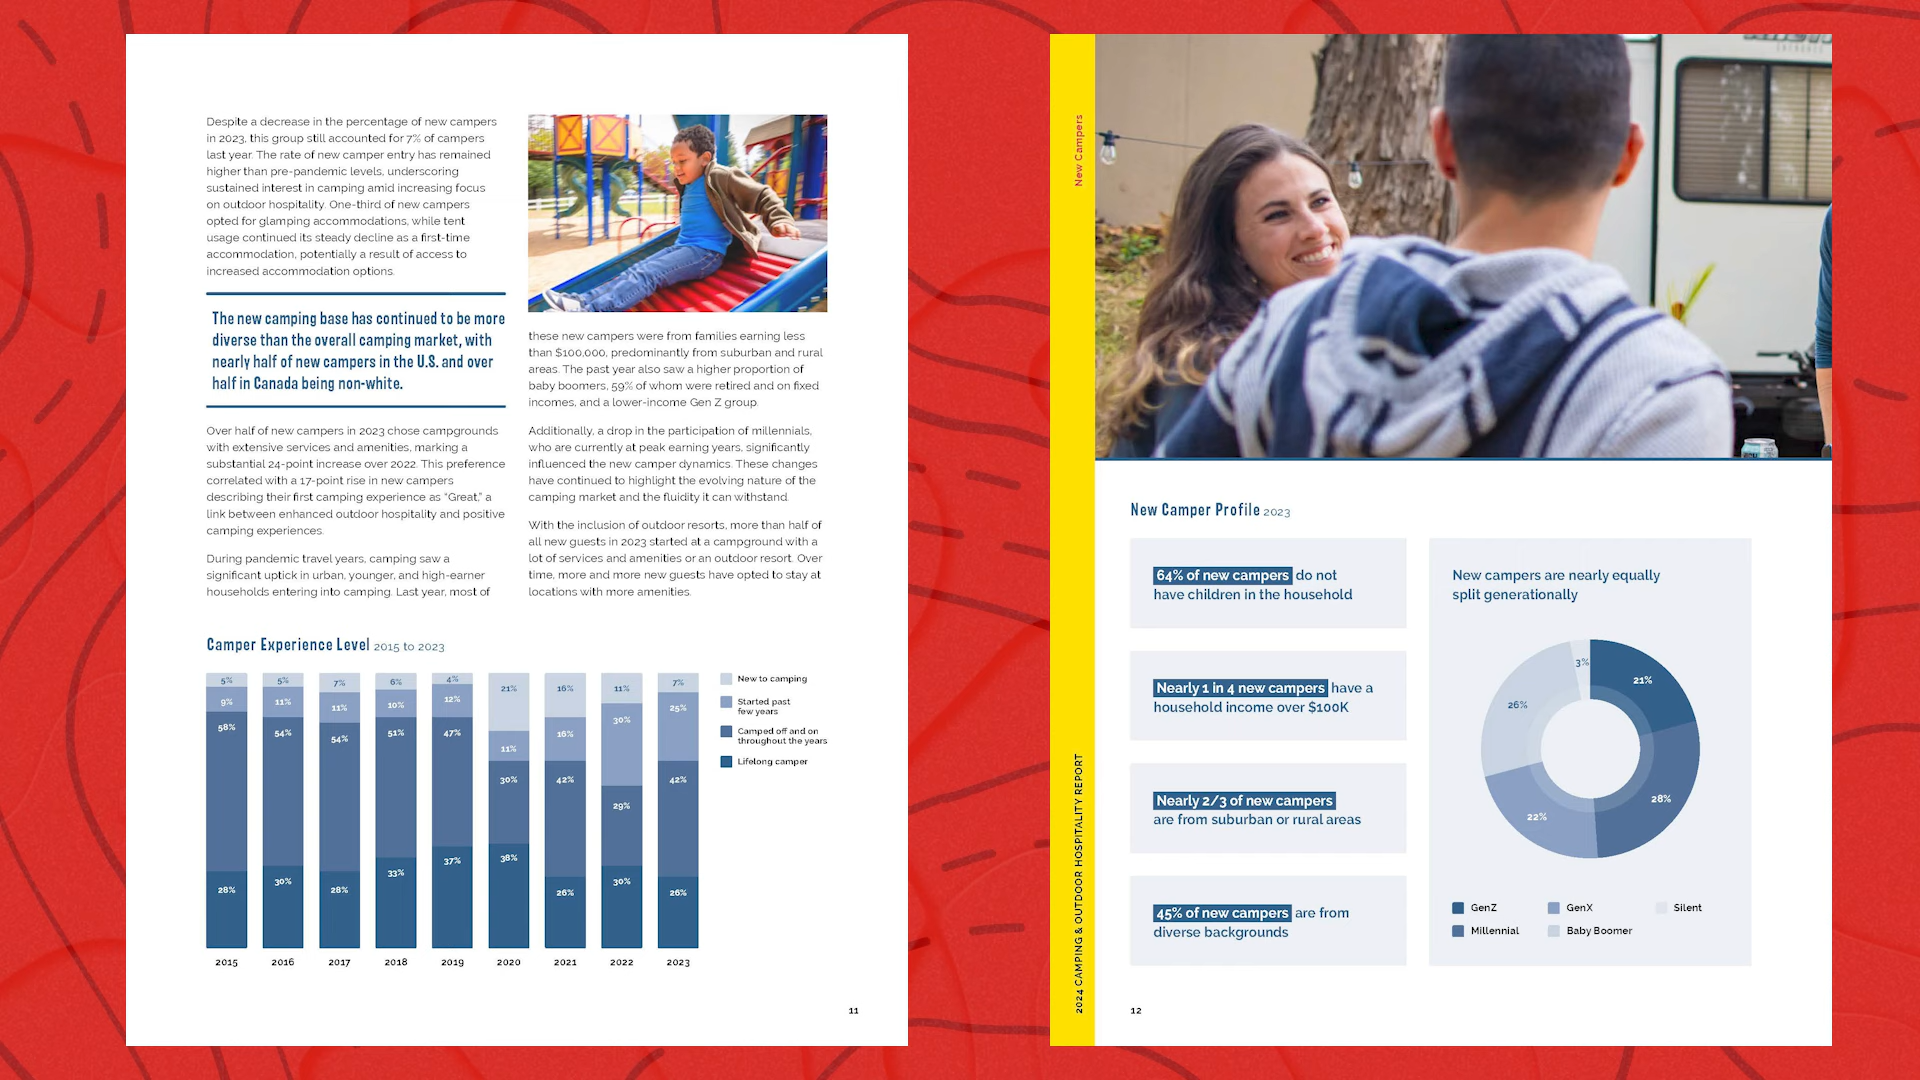 Despite a decrease in the percentage of new campers
in 2023, this group still accounted for 7% of campers
last year. The rate of new camper entry has remained
higher than pre-pandemic levels, underscoring
sustained interest in camping amid increasing focus
on outdoor hospitality. One-third of new campers
opted for glamping accommodations, while tent
usage continued its steady decline as a first-time
accommodation, potentially a result of access to
increased accommodation options.
The new camping base has continued to be more
diverse than the overall camping market, with
nearly half of new campers in the U.S. and over
half in Canada being non-white.
Over half of new campers in 2023 chose campgrounds
with extensive services and amenities, marking a
substantial 24-point increase over 2022. This preference
correlated with a 17-point rise in new campers
describing their first camping experience as “Great,” a
link between enhanced outdoor hospitality and positive
camping experiences.
During pandemic travel years, camping saw a
significant uptick in urban, younger, and high-earner
households entering into camping. Last year, most of
these new campers were from families earning less
than $100,000, predominantly from suburban and rural
areas. The past year also saw a higher proportion of
baby boomers, 59% of whom were retired and on fixed
incomes, and a lower-income Gen Z group.
Additionally, a drop in the participation of millennials,
who are currently at peak earning years, significantly
influenced the new camper dynamics. These changes
have continued to highlight the evolving nature of the
camping market and the fluidity it can withstand.
With the inclusion of outdoor resorts, more than half of
all new guests in 2023 started at a campground with a
lot of services and amenities or an outdoor resort. Over
time, more and more new guests have opted to stay at
locations with more amenities.
Camper Experience Level 2015 to 2023
5% 5% 7% 6% 4% 21% 16% 11% 7%
9% 11% 11% 10% 12% 11% 16% 30% 25%
58% 54% 54% 51% 47% 30% 42% 29% 42%
28% 30% 28% 33% 37% 38% 26% 30% 26%
2015 2016 2017 2018 2019 2020 2021 2022 2023
New to camping
Started past
few years
Camped off and on
throughout the years
Lifelong camper
11
New Campers
2024 CAMPING & OUTDOOR HOSPITALITY REPORT
New Camper Profile 2023
64% of new campers do not
have children in the household
Nearly 1 in 4 new campers have a
household income over $100K
Nearly 2/3 of new campers
are from suburban or rural areas
45% of new campers are from
diverse backgrounds
New campers are nearly equally
split generationally
3%
21%
26%
28%
22%
GenZ
GenX
Silent
Millennial
Baby Boomer
12